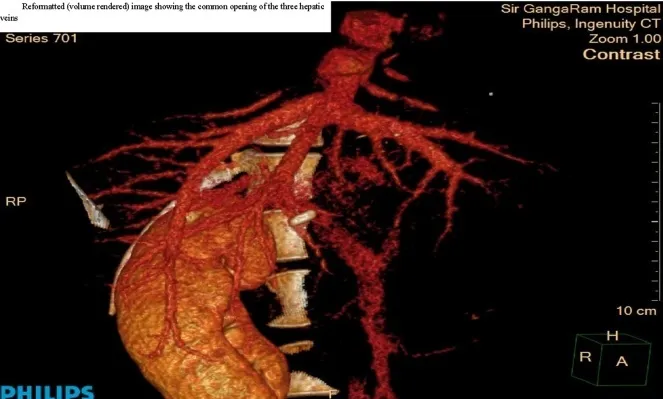 Reformatted (volume rendered) image showing the common opening of the three hepatic
veins
Sir GangaRam Hospital
Philips, Ingenuity CT
Zoom 1.00
Contrast
Series 701
RP
10 cm
H
R
A
F
PHILIPS